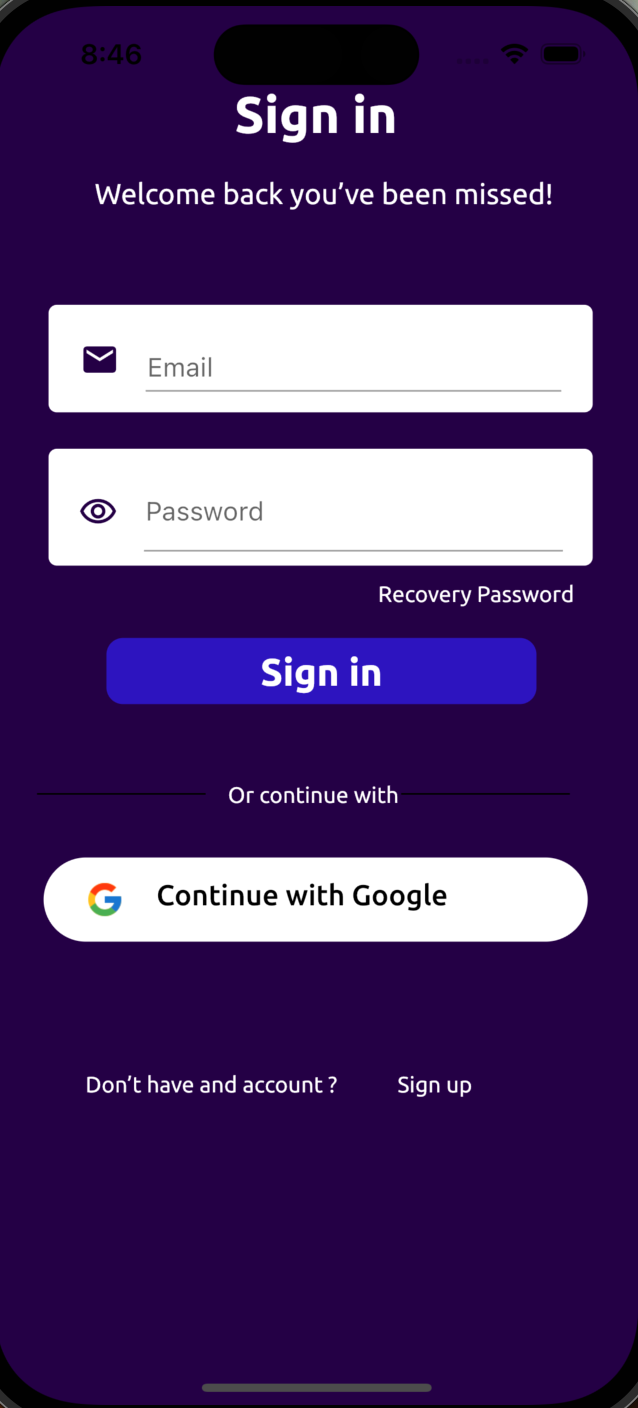 8:46
Sign in
Welcome back you’ve been missed!
Email
Password
Recovery Password
Sign in
Or continue with
Continue with Google
Don’t have and account ? Sign up